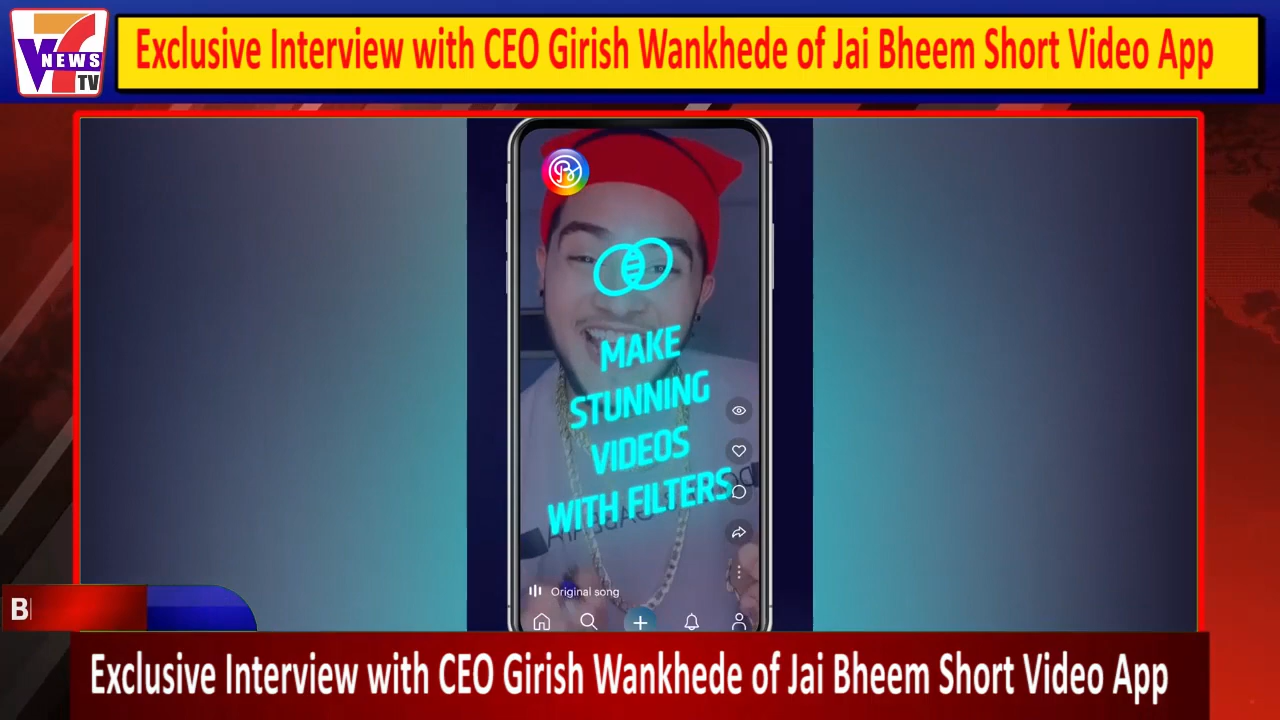 V7
NEWS
TV
Exclusive Interview with CEO Girish Wankhede of Jai Bheem Short Video App
MAKE
STUNNING
VIDEOS
WITH FILTERS
Original song
B
Exclusive Interview with CEO Girish Wankhede of Jai Bheem Short Video App